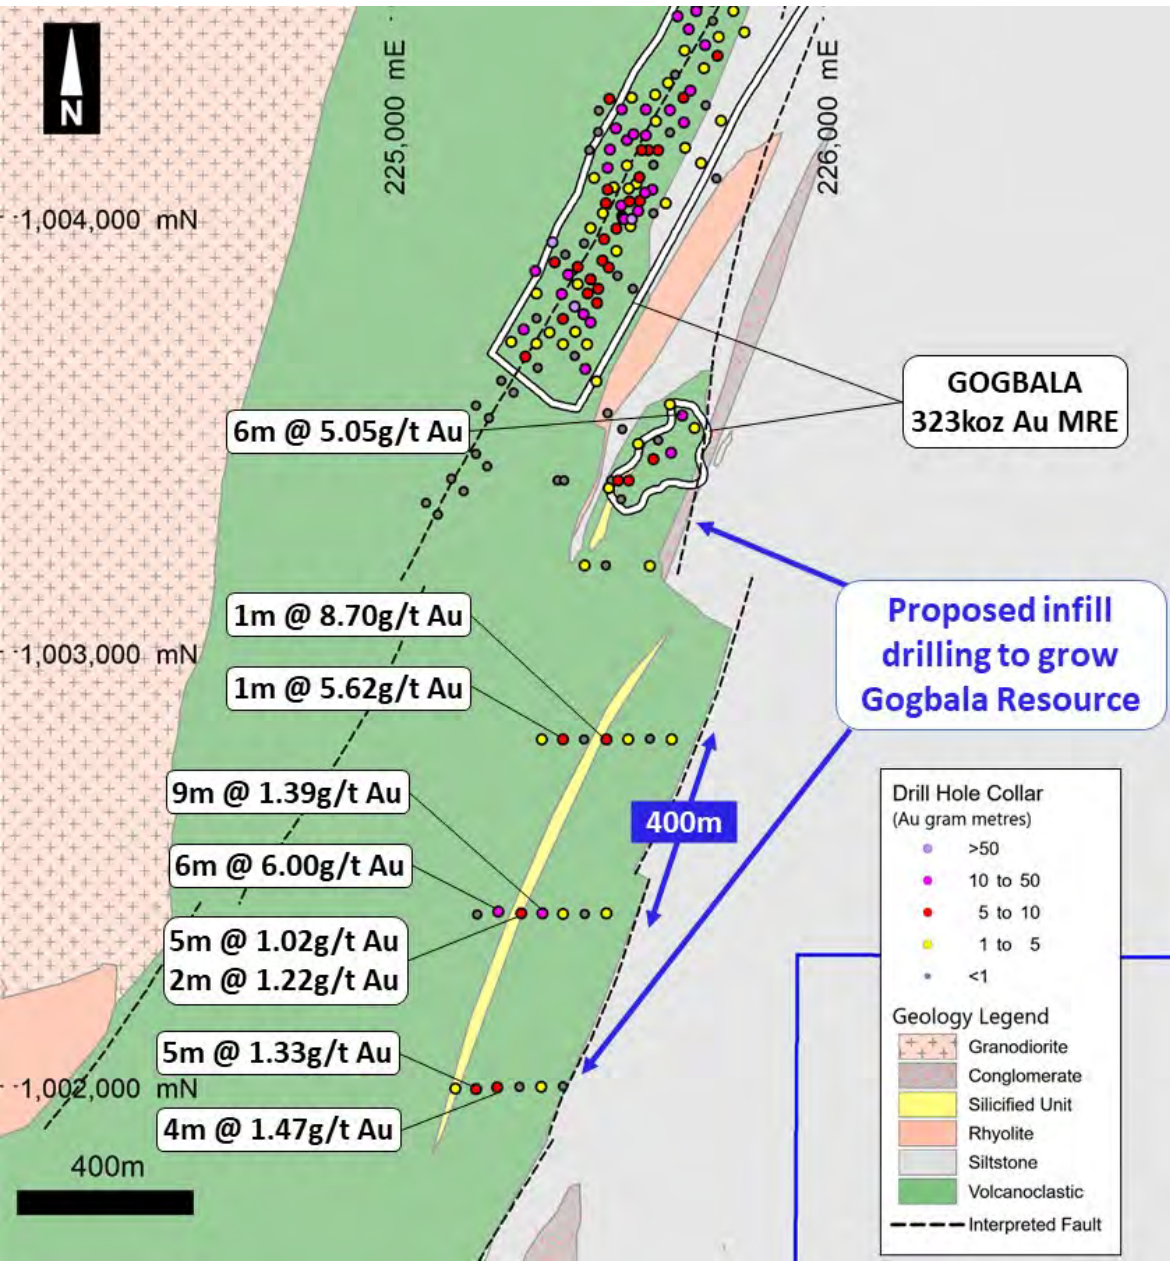 N
225,000 mE
226,000 mE
1,004,000 mN
GOGBALA
323koz Au MRE
6m @ 5.05g/t Au
1m @ 8.70g/t Au
Proposed infill
drilling to grow
Gogbala Resource
1,003,000 mN
1m @ 5.62g/t Au
9m @ 1.39g/t Au
400m
6m @ 6.00g/t Au
5m @ 1.02g/t Au
2m @ 1.22g/t Au
5m @ 1.33g/t Au
1,002,000 mN
4m @ 1.47g/t Au
400m
Drill Hole Collar
(Au gram metres)
>50
10 to 50
5 to 10
1 to 5
<1
Geology Legend
Granodiorite
Conglomerate
Silicified Unit
Rhyolite
Siltstone
Volcanoclastic
Interpreted Fault